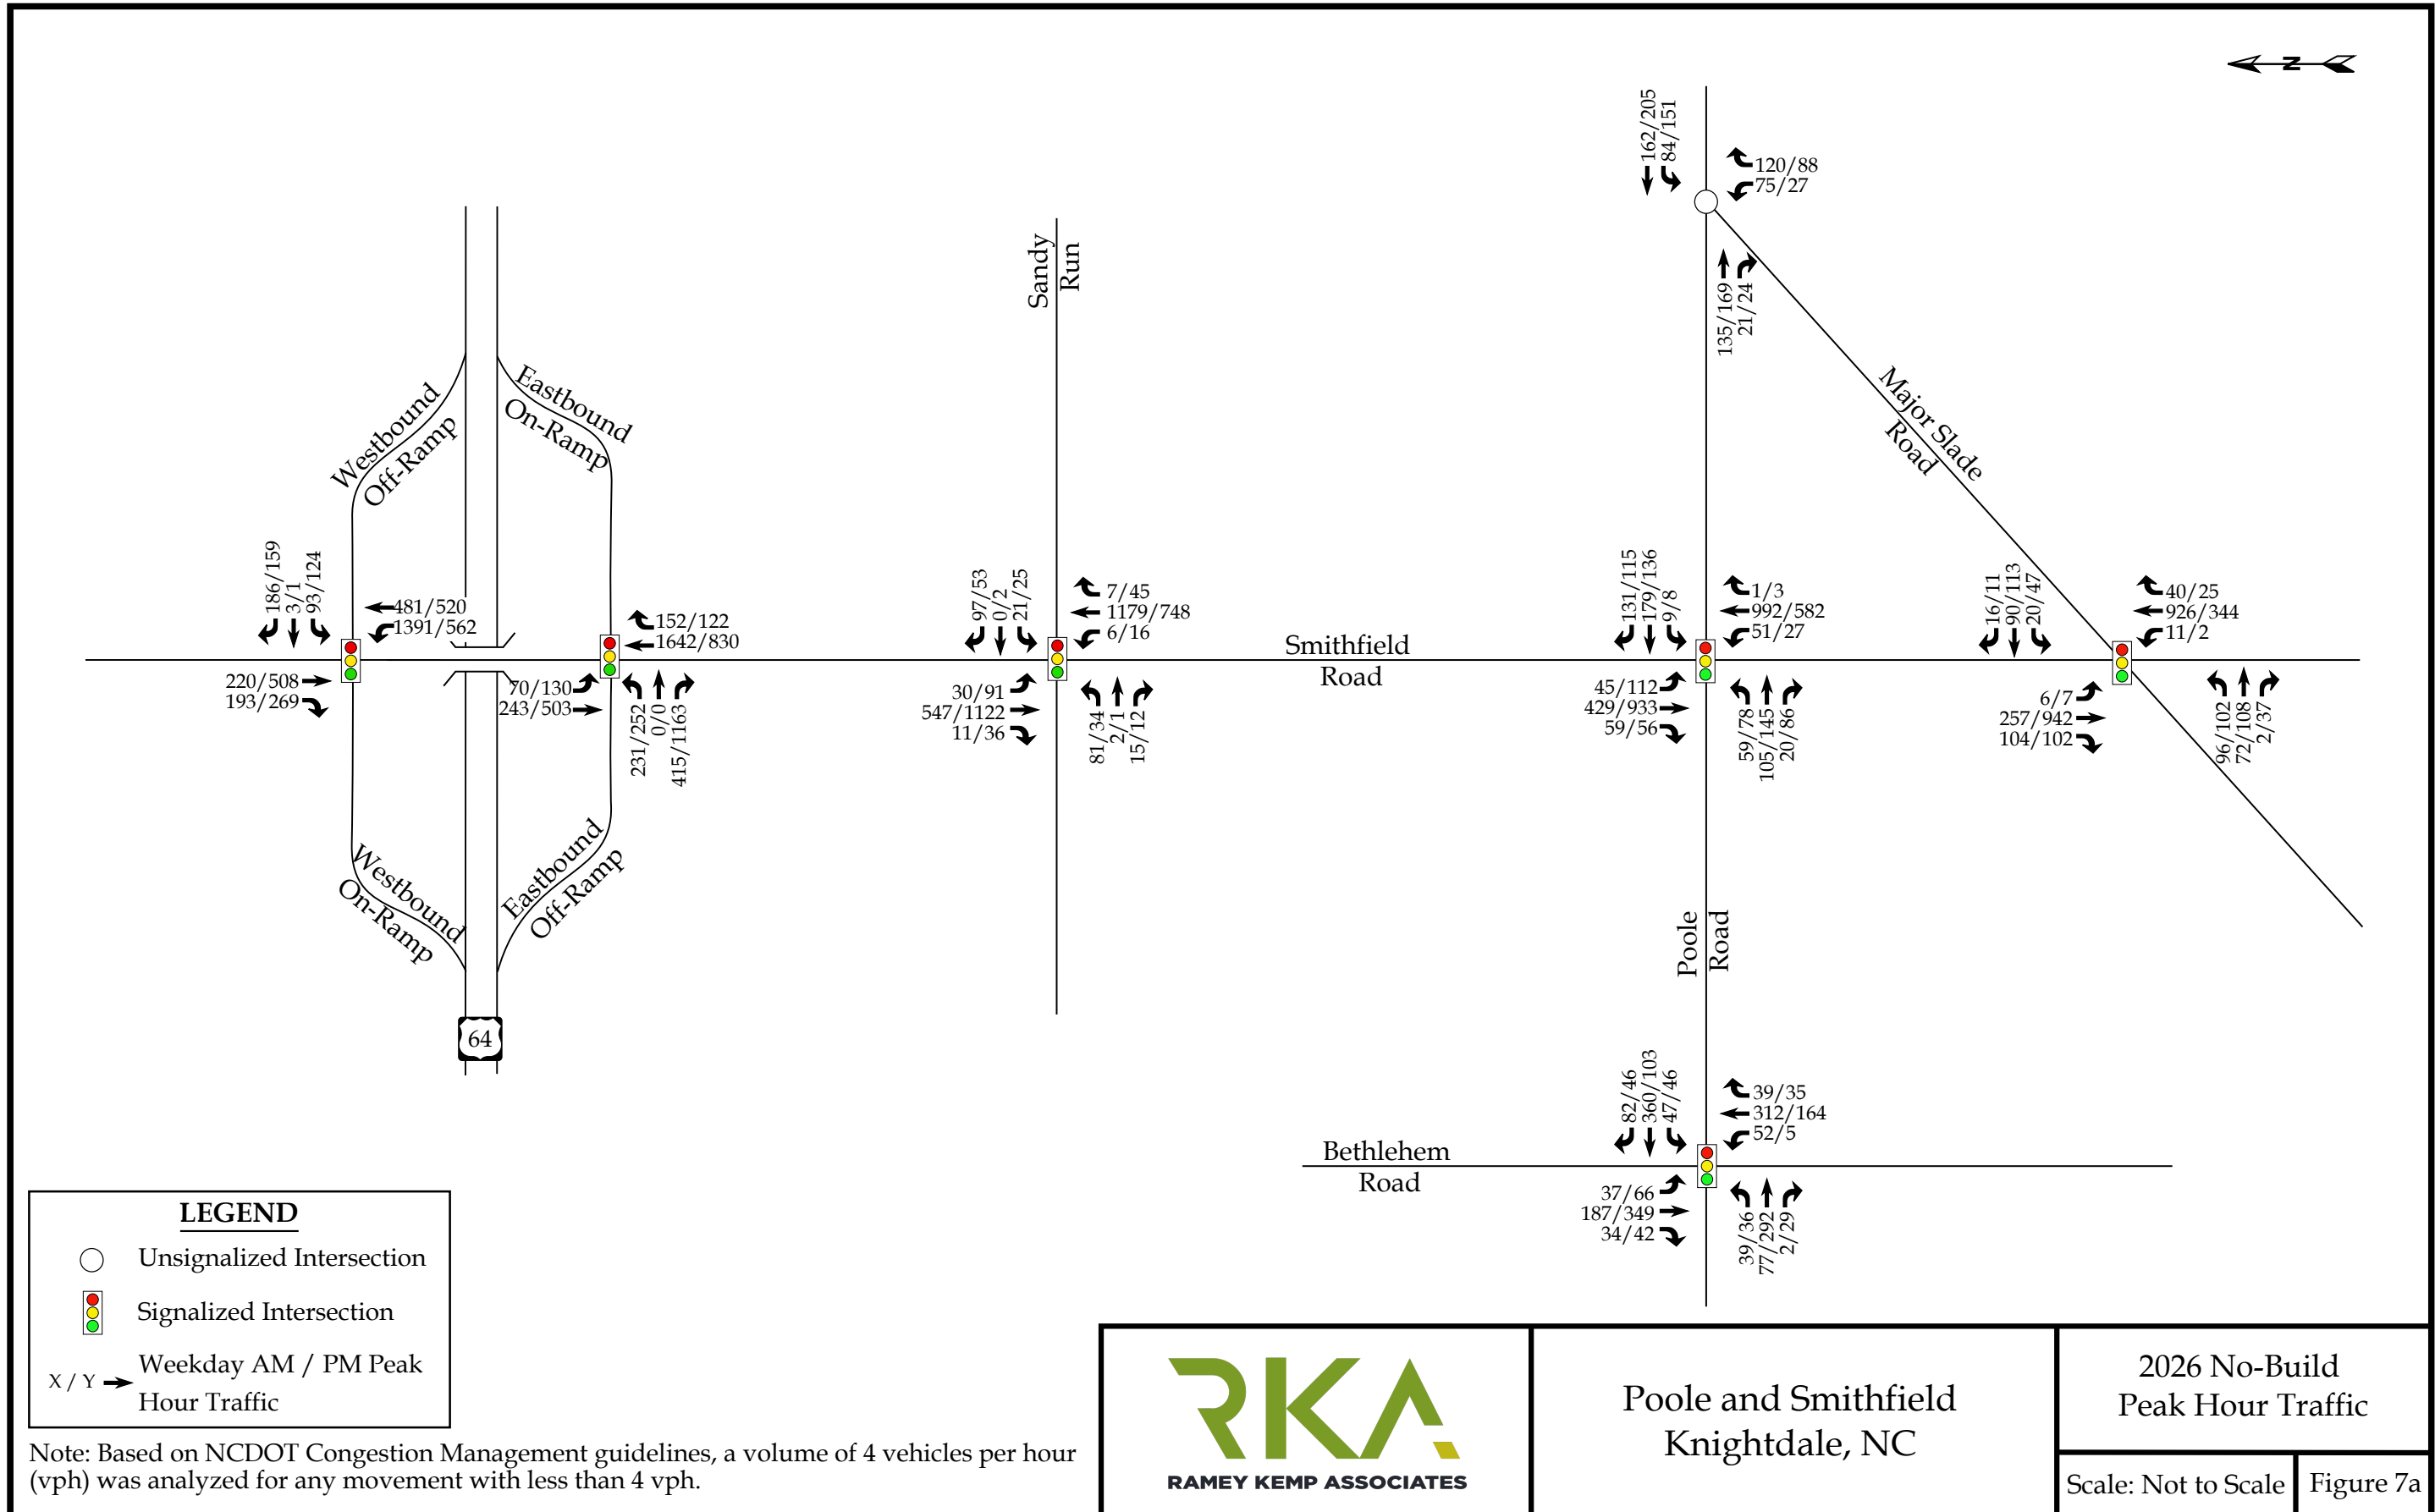 N
162/205
84/151
120/88
75/27
135/169
21/24
Sandy
Run
Major Slade
Road
Westbound
Off-Ramp
Eastbound
On-Ramp
186/159
3/1
93/124
481/520
1391/562
220/508
193/269
152/122
1642/830
70/130
243/503
231/252
0/0
415/1163
97/53
0/2
21/25
7/45
1179/748
6/16
30/91
547/1122
11/36
81/34
2/1
15/12
Smithfield
Road
131/115
179/136
9/8
1/3
992/582
51/27
45/112
429/933
59/56
59/78
105/145
20/86
16/11
90/113
20/47
40/25
926/344
11/2
6/7
257/942
104/102
96/102
72/108
2/37
Westbound
On-Ramp
Eastbound
Off-Ramp
64
Poole
Road
82/46
360/103
47/46
39/35
312/164
52/5
Bethlehem
Road
37/66
187/349
34/42
39/36
77/292
2/29
LEGEND
Unsignalized Intersection
Signalized Intersection
X / Y
Weekday AM / PM Peak
Hour Traffic
Note: Based on NCDOT Congestion Management guidelines, a volume of 4 vehicles per hour
(vph) was analyzed for any movement with less than 4 vph.
RKA
RAMEY KEMP ASSOCIATES
Poole and Smithfield
Knightdale, NC
2026 No-Build
Peak Hour Traffic
Scale: Not to Scale
Figure 7a